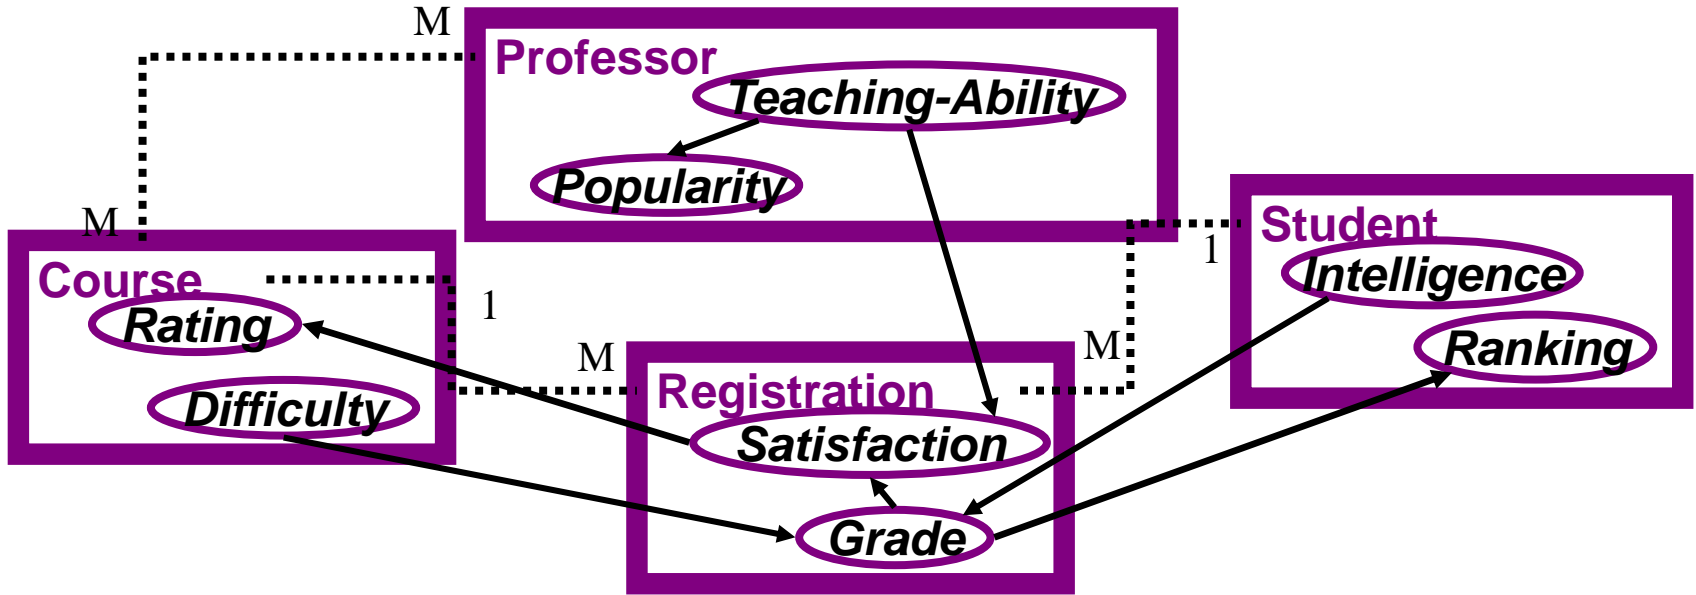 M
Professor
Teaching-Ability
Popularity
M
1
Student
Intelligence
Ranking
Course
Rating
Difficulty
1
M
M
Registration
Satisfaction
Grade